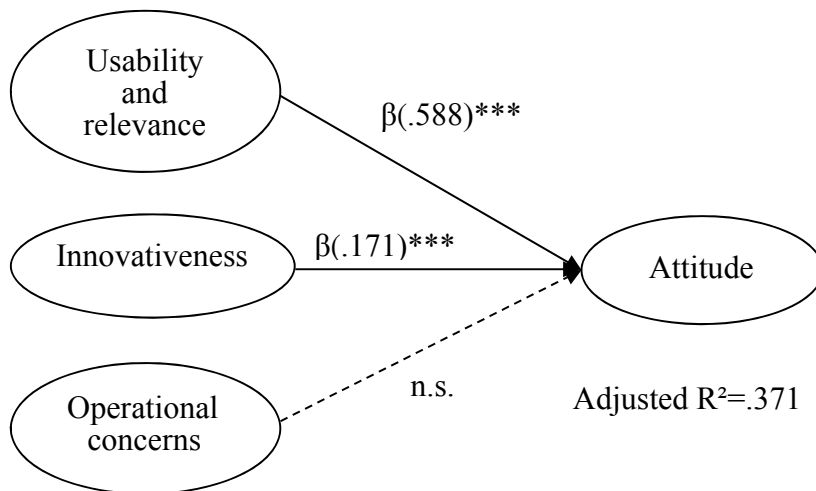 Usability
and
relevance
β(.588)***
Innovativeness
β(.171)***
Attitude
Operational
concerns
n.s.
Adjusted R²=.371